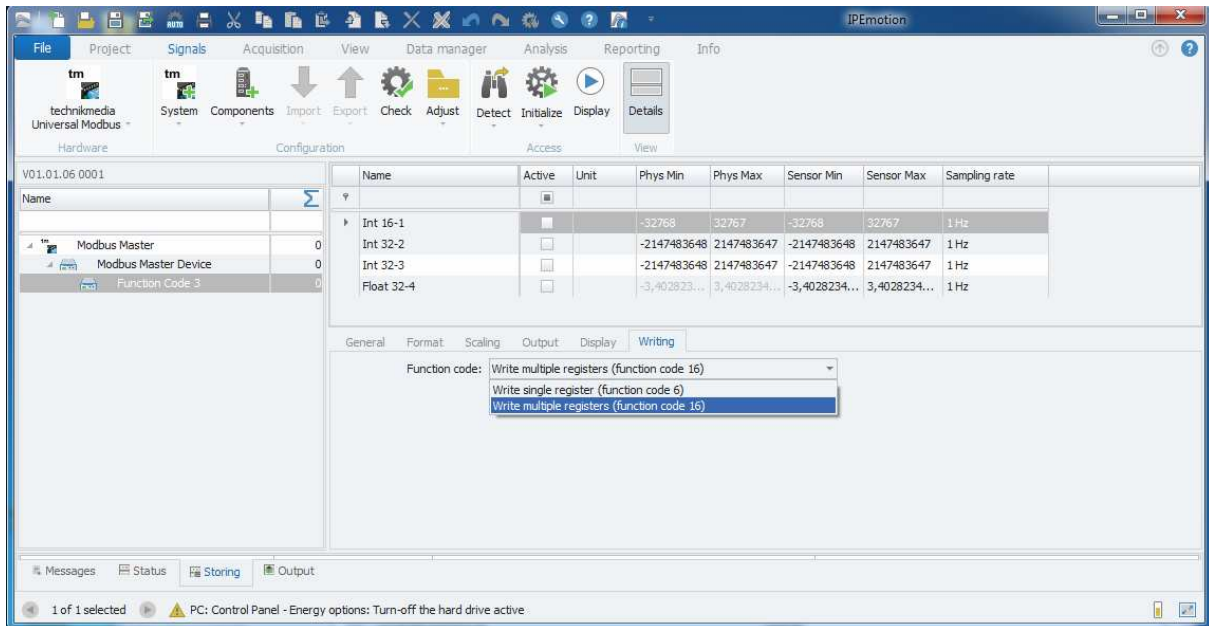 AUTO
IPEmotion
File Project Signals Acquisition View Data manager Analysis Reporting Info
tm
technikmedia
Universal Modbus
tm
System Components Import Export Check Adjust Detect Initialize Display Details
Hardware Configuration Access View
V01.01.06 0001
Name Σ
Modbus Master 0
Modbus Master Device 0
Function Code 3 0
Name Active Unit Phys Min Phys Max Sensor Min Sensor Max Sampling rate
Int 16-1 -32768 32767 -32768 32767 1 Hz
Int 32-2 -2147483648 2147483647 -2147483648 2147483647 1 Hz
Int 32-3 -2147483648 2147483647 -2147483648 2147483647 1 Hz
Float 32-4 -3,402823... 3,4028234... -3,4028234... 3,4028234... 1 Hz
General Format Scaling Output Display Writing
Function code: Write multiple registers (function code 16)
Write single register (function code 6)
Write multiple registers (function code 16)
Messages Status Storing Output
1 of 1 selected PC: Control Panel - Energy options: Turn-off the hard drive active